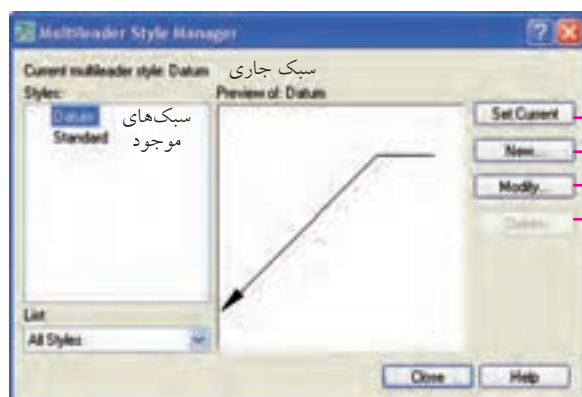 Multileader Style Manager
Current multileader style: Datum سبک جاری
Styles: Preview of: Datum
Datum سبک‌های
Standard موجود
Set Current
New...
Modify...
Delete
List:
All Styles
Close Help